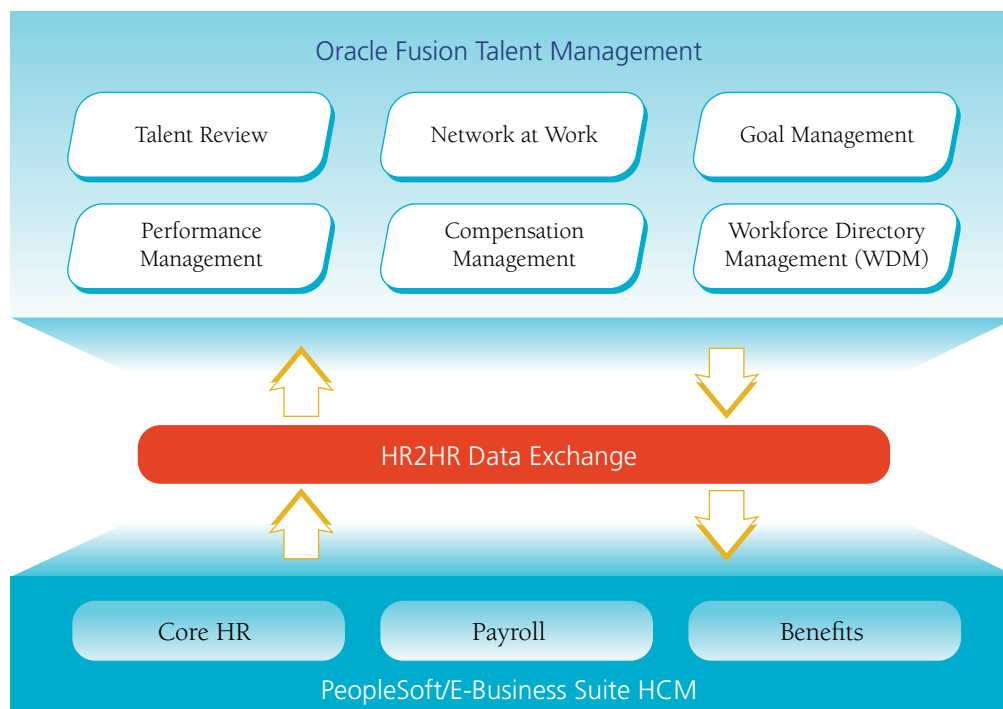 Oracle Fusion Talent Management
Talent Review
Network at Work
Goal Management
Performance
Management
Compensation
Management
Workforce Directory
Management (WDM)
HR2HR Data Exchange
Core HR
Payroll
Benefits
PeopleSoft/E-Business Suite HCM